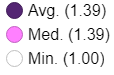 Avg. (1.39)
Med. (1.39)
Min. (1.00)